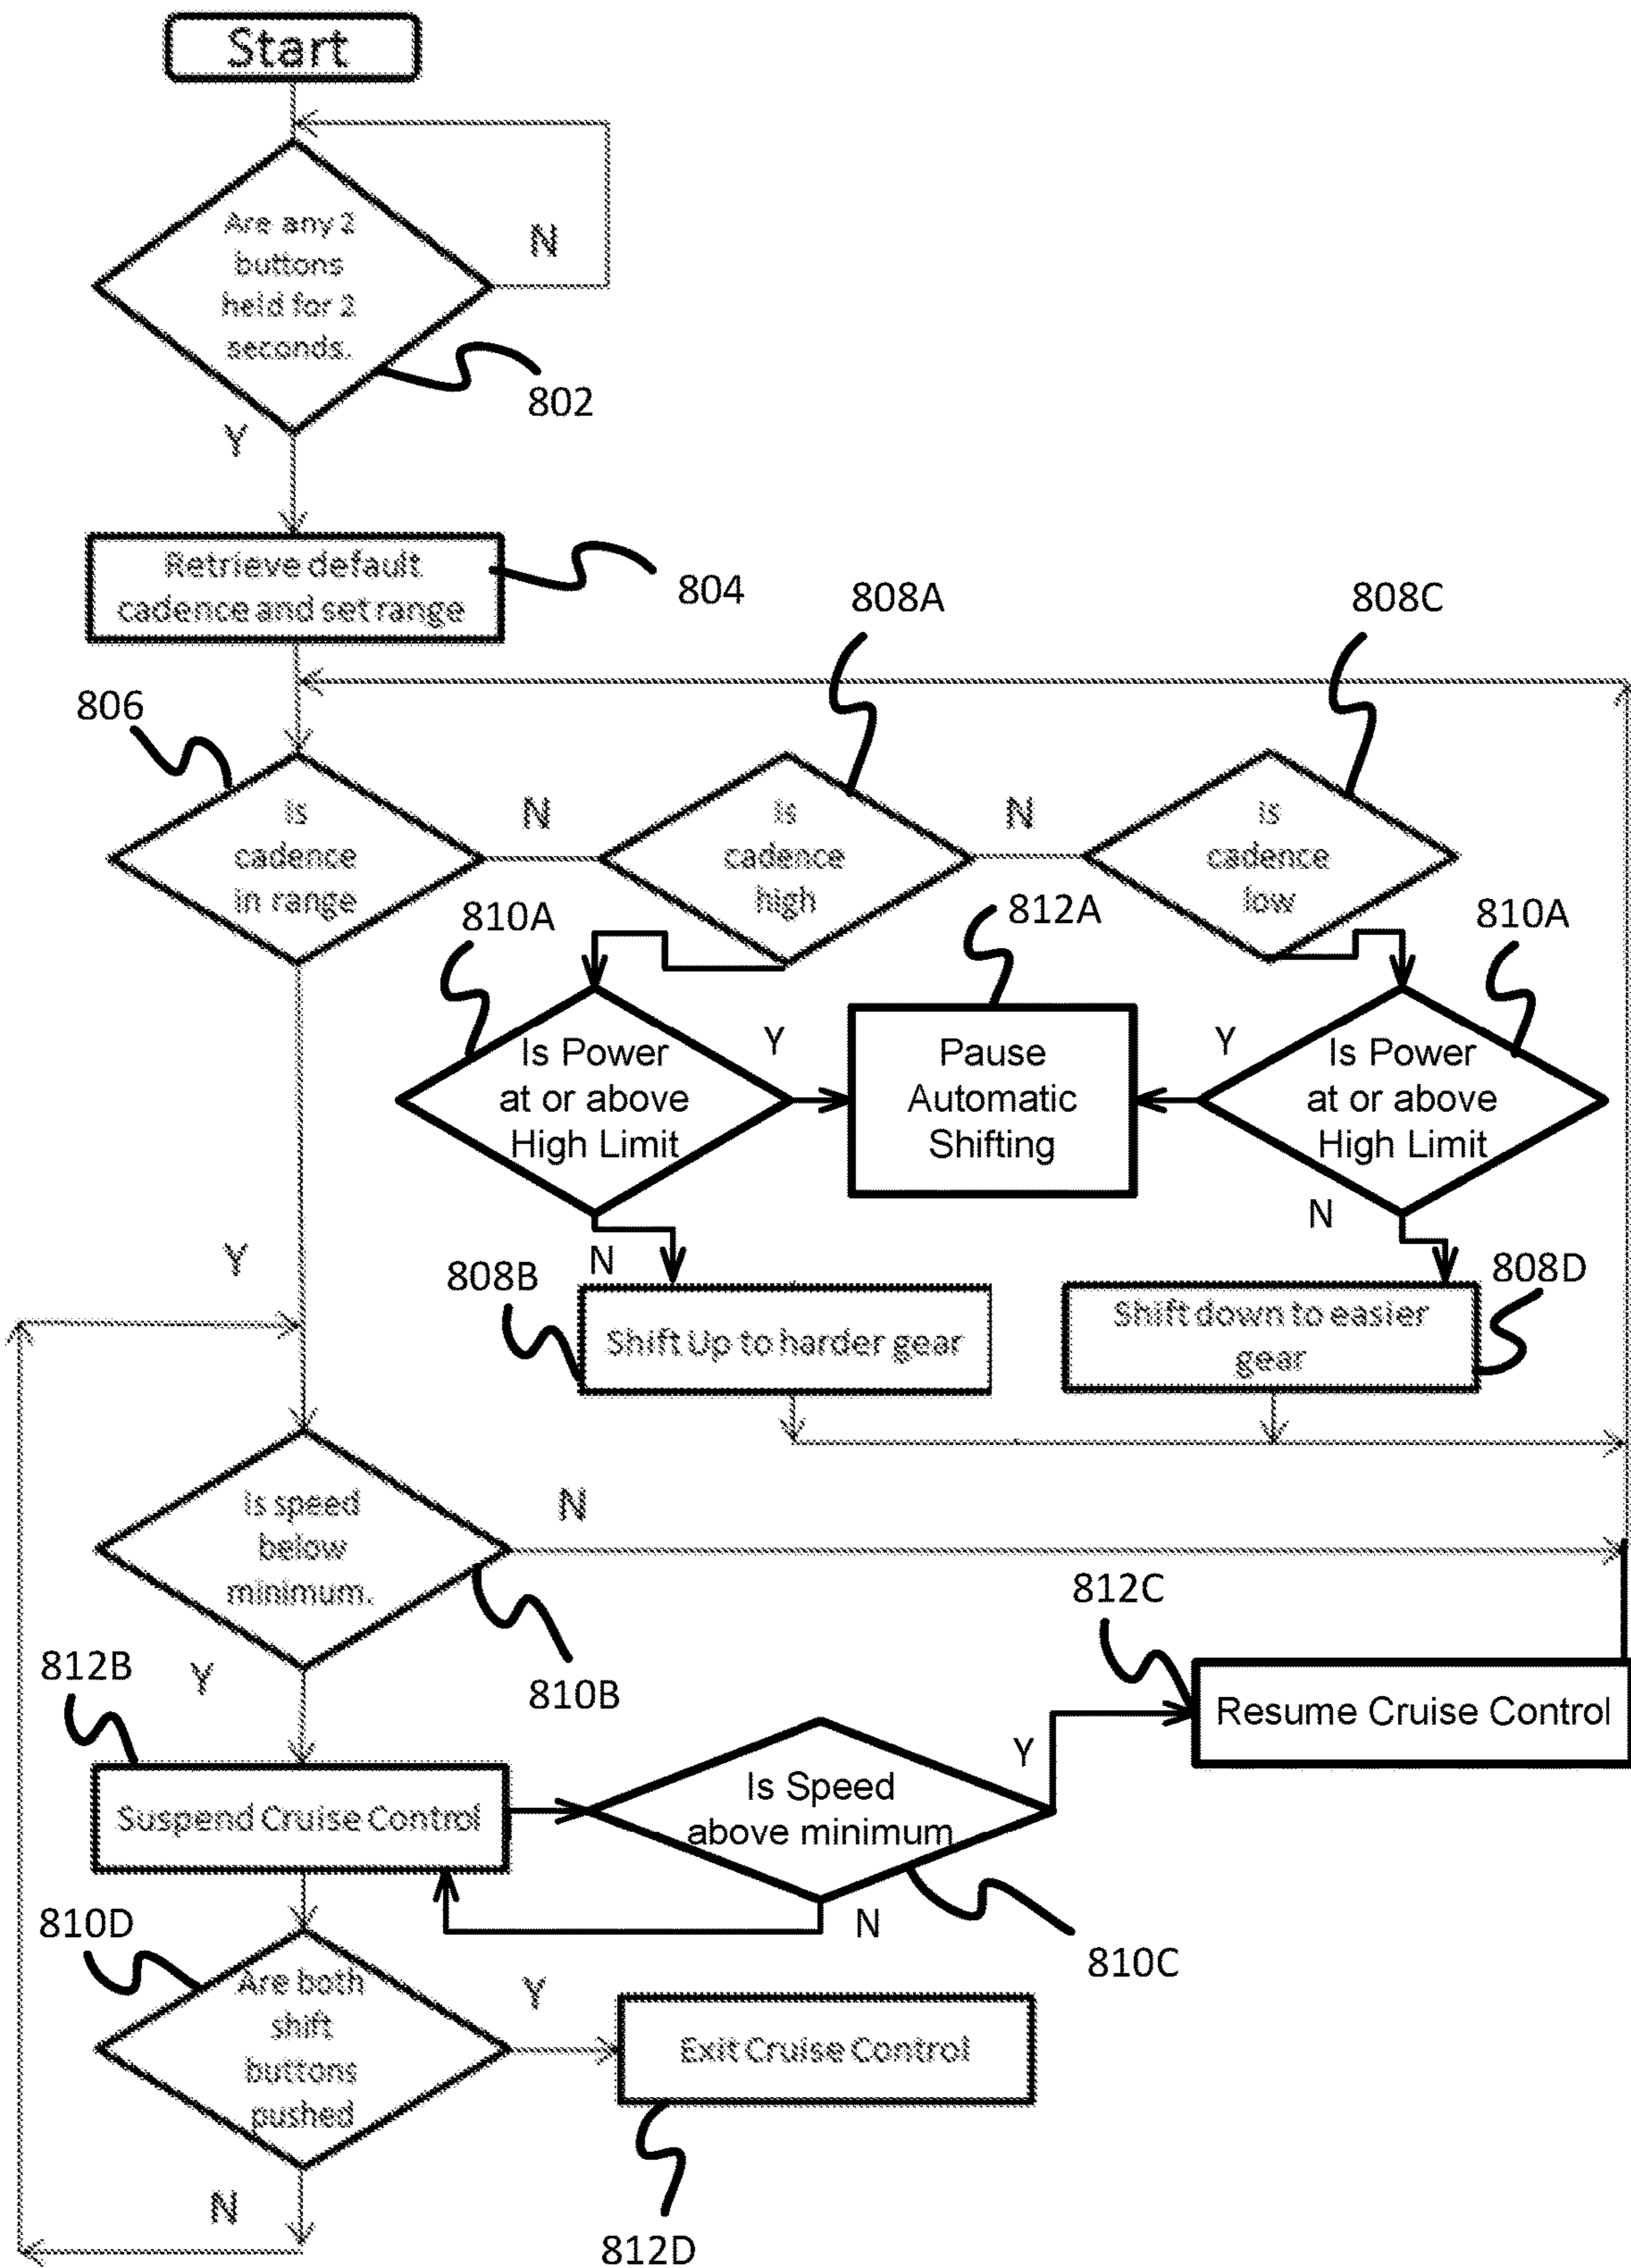 Start
Are any 2
buttons
held for 2
seconds.
N
802
Y
Retrieve default
cadence and set range
804
808A
808C
806
is
cadence
in range
N
is
cadence
high
N
is
cadence
low
810A
812A
810A
Is Power
at or above
High Limit
Y
Pause
Automatic
Shifting
Y
Is Power
at or above
High Limit
N
N
Y
808B
Shift Up to harder gear
808D
Shift down to easier
gear
is speed
below
minimum.
N
810B
812C
812B
Y
Resume Cruise Control
Suspend Cruise Control
Is Speed
above minimum
Y
N
810C
810D
Are both
shift
buttons
pushed
Y
Exit Cruise Control
N
812D